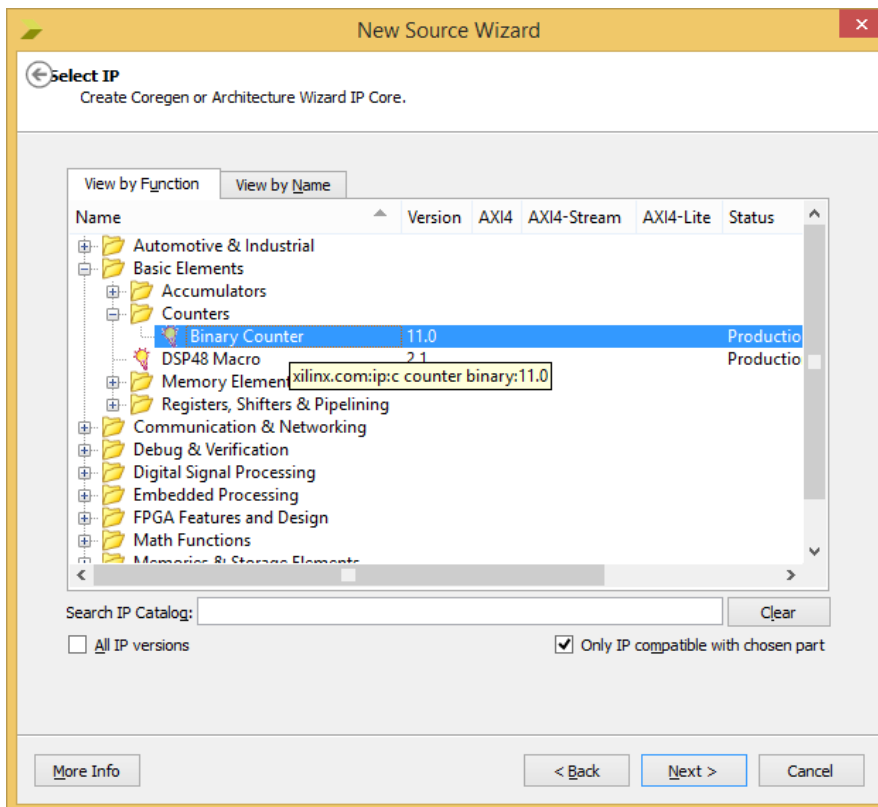 New Source Wizard
Select IP
Create Coregen or Architecture Wizard IP Core.
View by Function View by Name
Name Version AXI4 AXI4-Stream AXI4-Lite Status
Automotive & Industrial
Basic Elements
Accumulators
Counters
Binary Counter 11.0 Productio
DSP48 Macro 2.1 Productio
Memory Elemen
xilinx.com:ip:c counter binary:11.0
Registers, Shifters & Pipelining
Communication & Networking
Debug & Verification
Digital Signal Processing
Embedded Processing
FPGA Features and Design
Math Functions
Memories & Storage Elements
Search IP Catalog: Clear
All IP versions Only IP compatible with chosen part
More Info < Back Next > Cancel